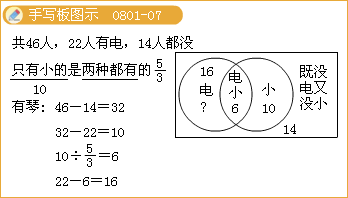 手写板图示 0801-07
共46人，22人有电，14人都没
只有小的是两种都有的 5/3
10
有琴：46－14＝32
32－22＝10
10÷5/3＝6
22－6＝16
16
电
？
电
小
6
小
10
既没
电又
没小
14